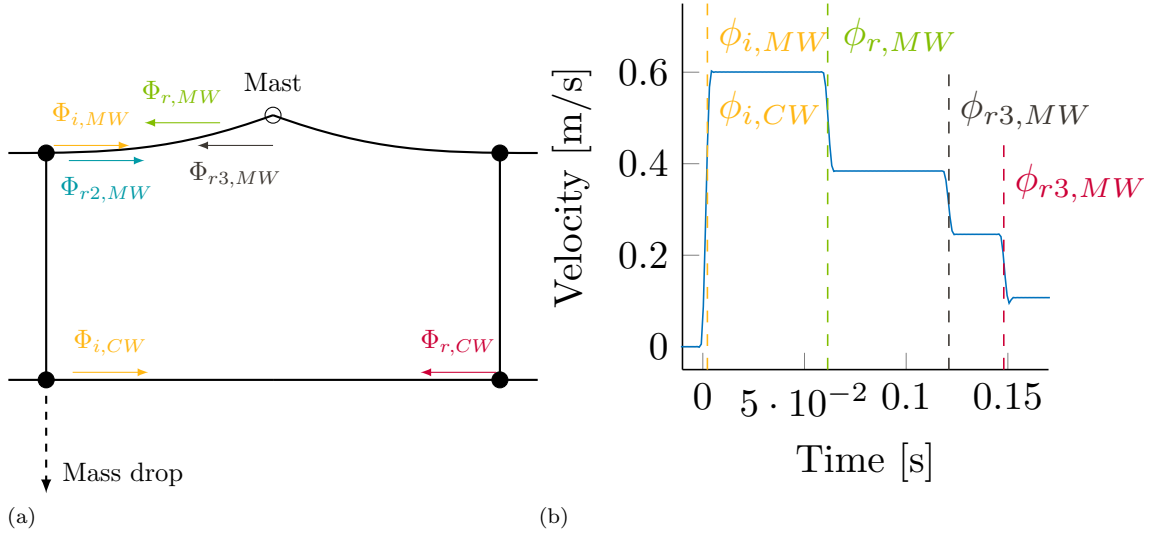 Mast
Φr,MW
Φi,MW
Φr2,MW
Φr3,MW
Φi,CW
Φr,CW
Mass drop
(a)
Velocity [m/s]
0.6
0.4
0.2
0
ϕi,MW
ϕr,MW
ϕi,CW
ϕr3,MW
ϕr3,MW
0
5 · 10−2
0.1
0.15
Time [s]
(b)